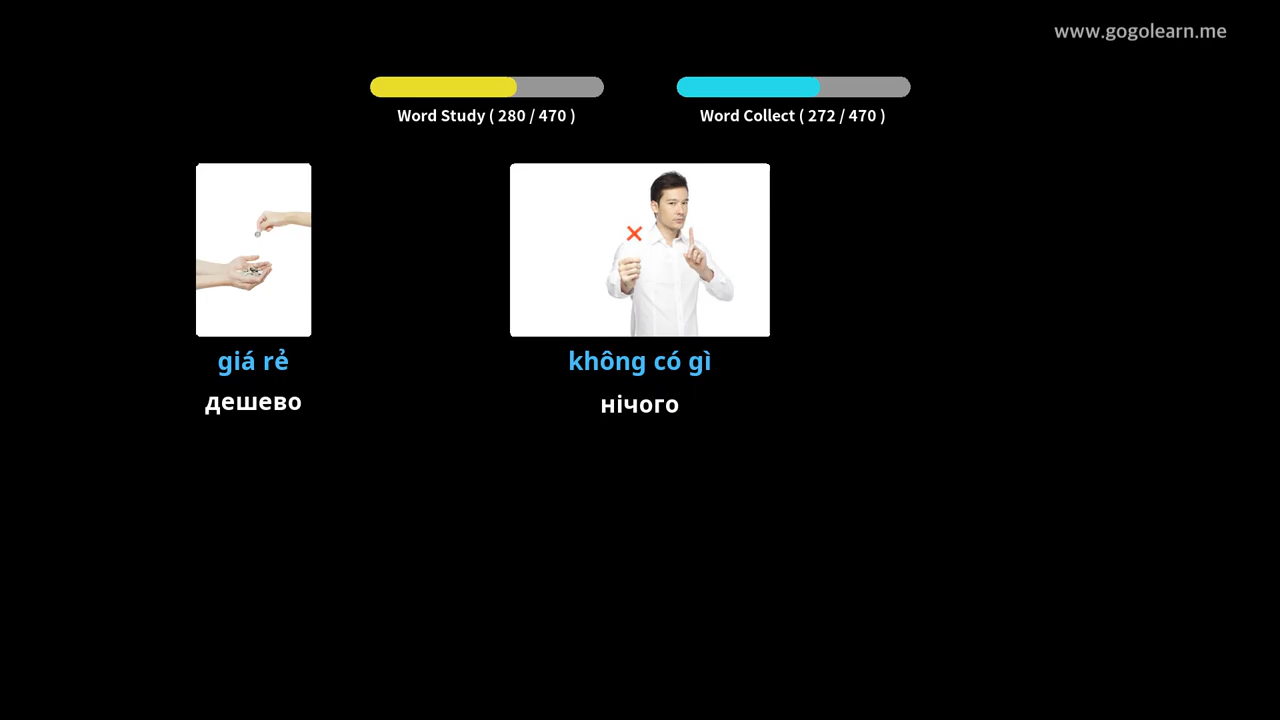 www.gogolearn.me
Word Study ( 280 / 470 )
Word Collect ( 272 / 470 )
giá rẻ
дешево
không có gì
нічого